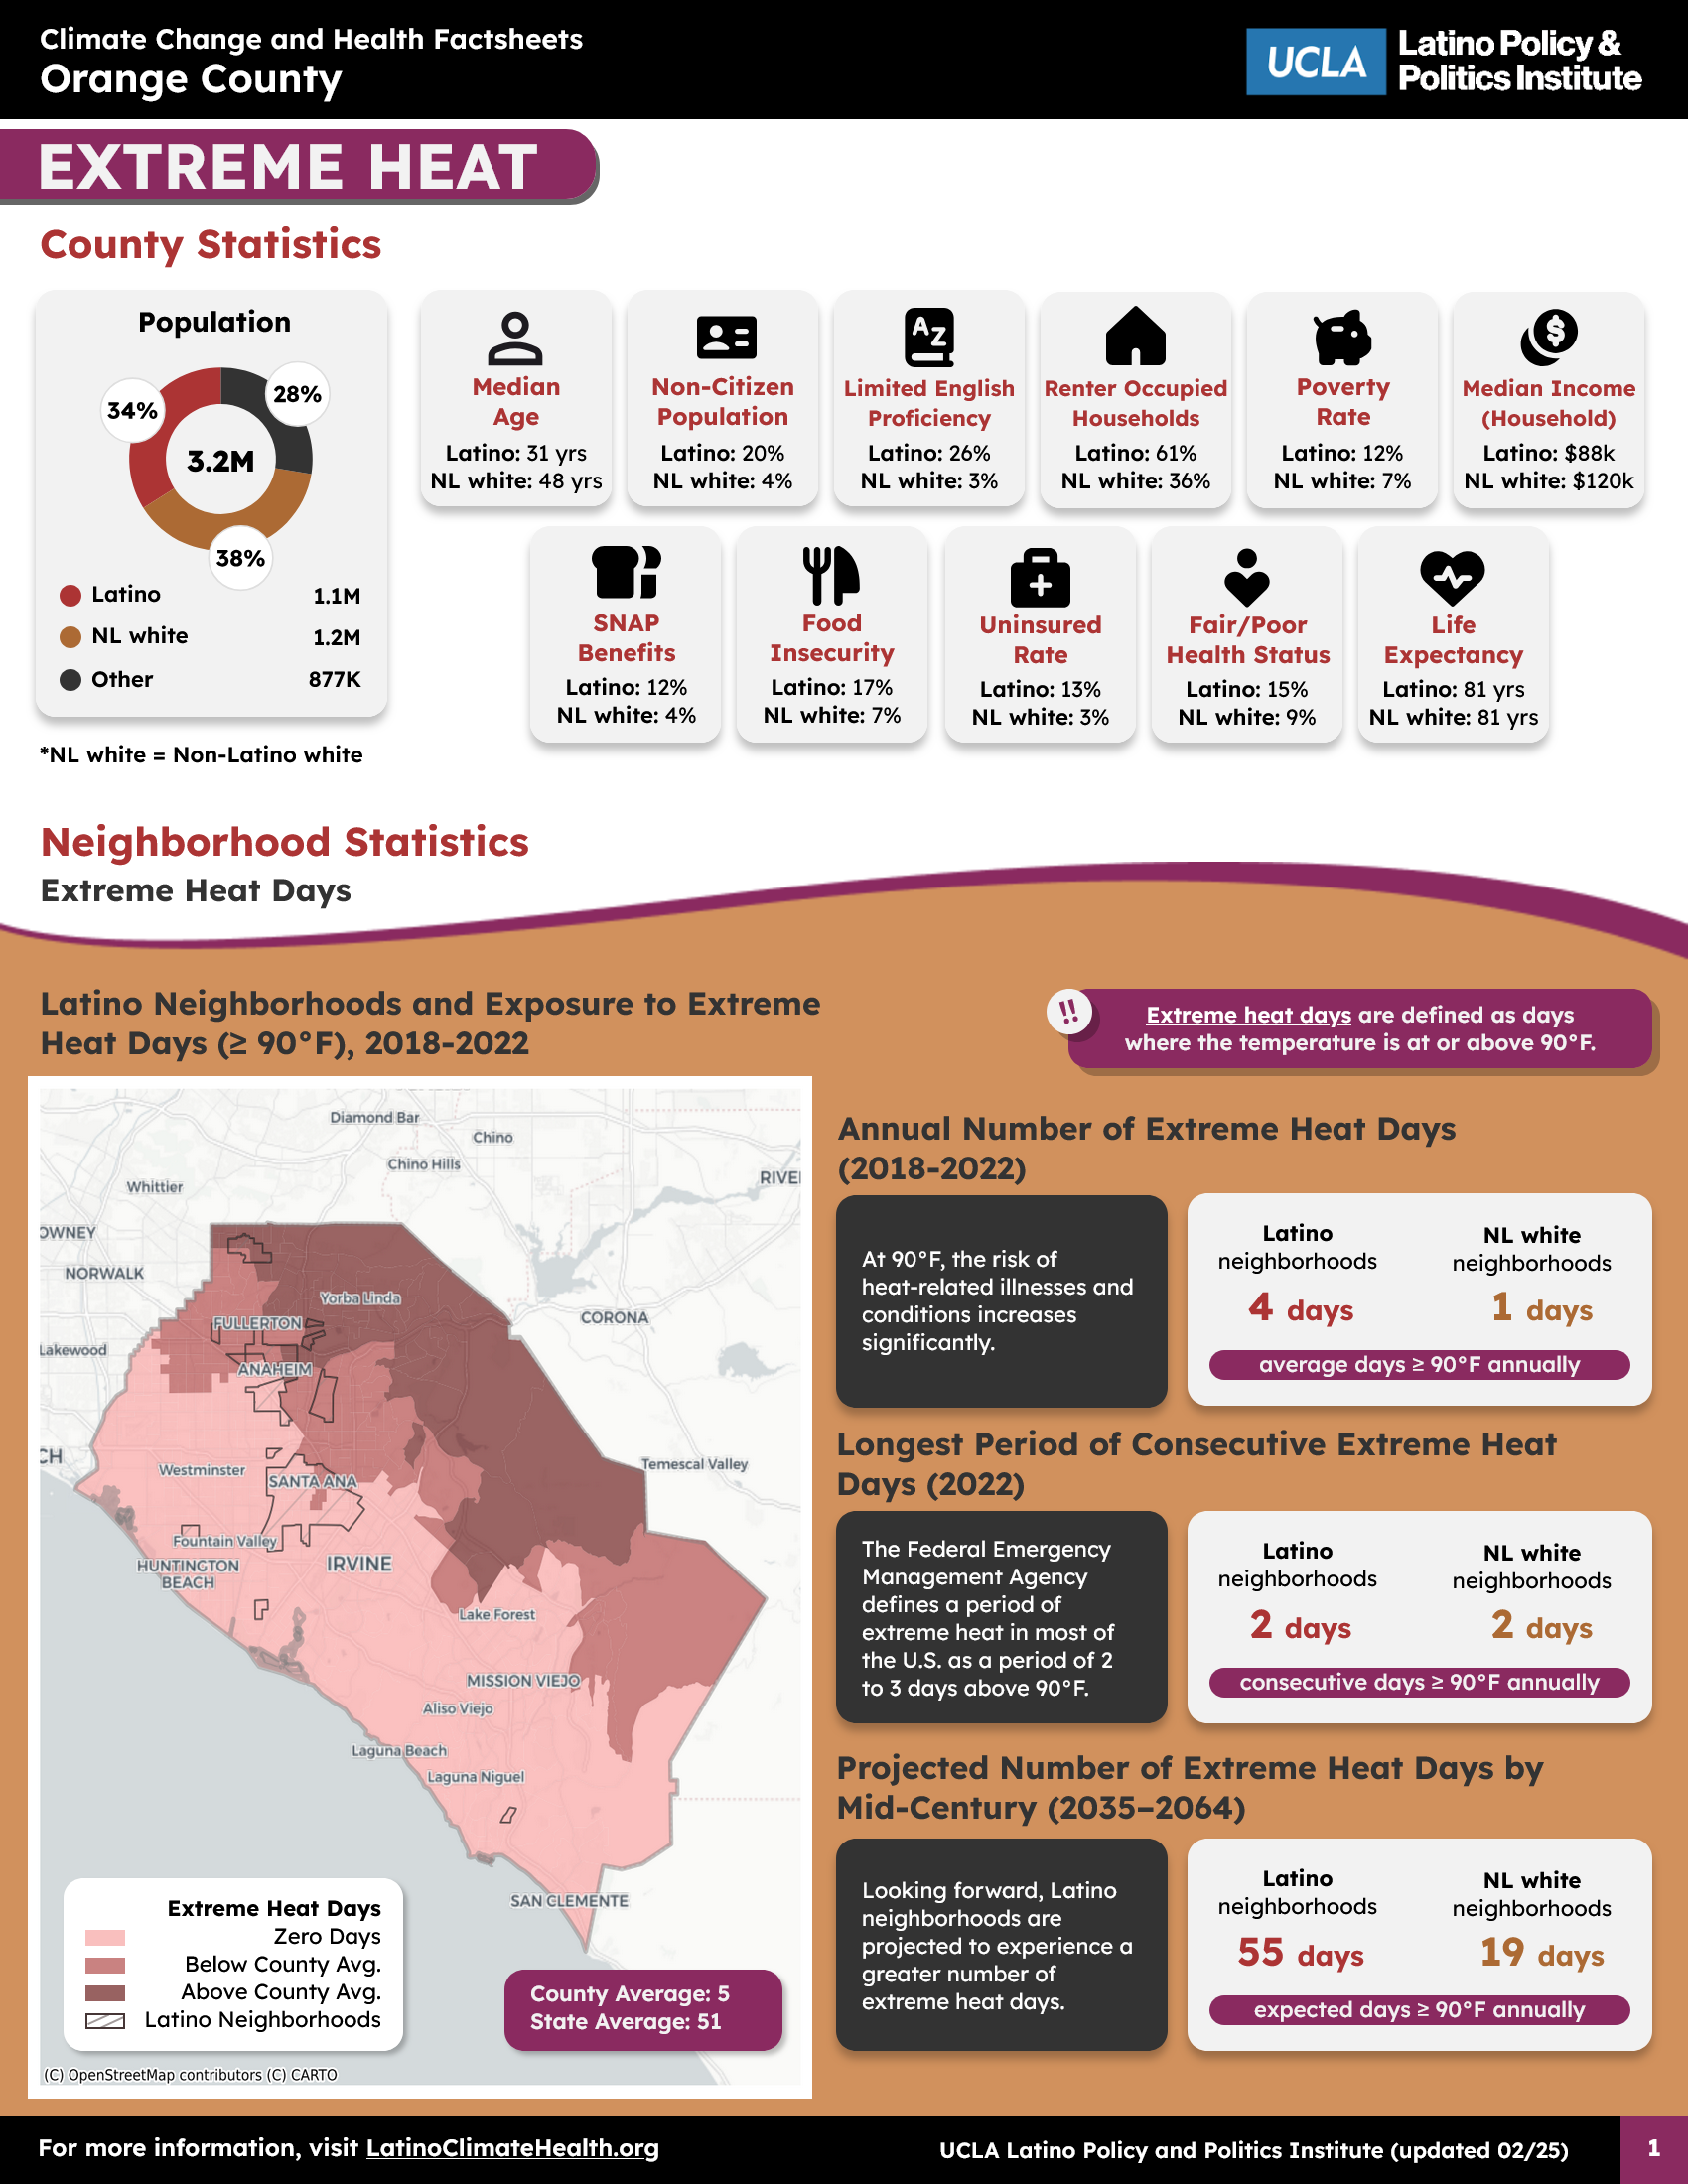 Climate Change and Health Factsheets
Orange County
UCLA
Latino Policy &
Politics Institute
EXTREME HEAT
County Statistics
Population
34%
28%
3.2M
38%
Latino 1.1M
NL white 1.2M
Other 877K
*NL white = Non-Latino white
Median
Age
Latino: 31 yrs
NL white: 48 yrs
Non-Citizen
Population
Latino: 20%
NL white: 4%
Limited English
Proficiency
Latino: 26%
NL white: 3%
Renter Occupied
Households
Latino: 61%
NL white: 36%
Poverty
Rate
Latino: 12%
NL white: 7%
Median Income
(Household)
Latino: $88k
NL white: $120k
SNAP
Benefits
Latino: 12%
NL white: 4%
Food
Insecurity
Latino: 17%
NL white: 7%
Uninsured
Rate
Latino: 13%
NL white: 3%
Fair/Poor
Health Status
Latino: 15%
NL white: 9%
Life
Expectancy
Latino: 81 yrs
NL white: 81 yrs
Neighborhood Statistics
Extreme Heat Days
Latino Neighborhoods and Exposure to Extreme
Heat Days (≥ 90°F), 2018-2022
Diamond Bar
Chino
Chino Hills
Whittier
RIVE
OWNEY
NORWALK
Yorba Linda
FULLERTON
CORONA
Lakewood
ANAHEIM
CH
Westminster
SANTA ANA
Temescal Valley
Fountain Valley
HUNTINGTON
BEACH
IRVINE
Lake Forest
MISSION VIEJO
Aliso Viejo
Laguna Beach
Laguna Niguel
SAN CLEMENTE
Extreme Heat Days
Zero Days
Below County Avg.
Above County Avg.
Latino Neighborhoods
County Average: 5
State Average: 51
(C) OpenStreetMap contributors (C) CARTO
!!
Extreme heat days are defined as days
where the temperature is at or above 90°F.
Annual Number of Extreme Heat Days
(2018-2022)
At 90°F, the risk of
heat-related illnesses and
conditions increases
significantly.
Latino
neighborhoods
4 days
NL white
neighborhoods
1 days
average days ≥ 90°F annually
Longest Period of Consecutive Extreme Heat
Days (2022)
The Federal Emergency
Management Agency
defines a period of
extreme heat in most of
the U.S. as a period of 2
to 3 days above 90°F.
Latino
neighborhoods
2 days
NL white
neighborhoods
2 days
consecutive days ≥ 90°F annually
Projected Number of Extreme Heat Days by
Mid-Century (2035–2064)
Looking forward, Latino
neighborhoods are
projected to experience a
greater number of
extreme heat days.
Latino
neighborhoods
55 days
NL white
neighborhoods
19 days
expected days ≥ 90°F annually
For more information, visit LatinoClimateHealth.org
UCLA Latino Policy and Politics Institute (updated 02/25)
1